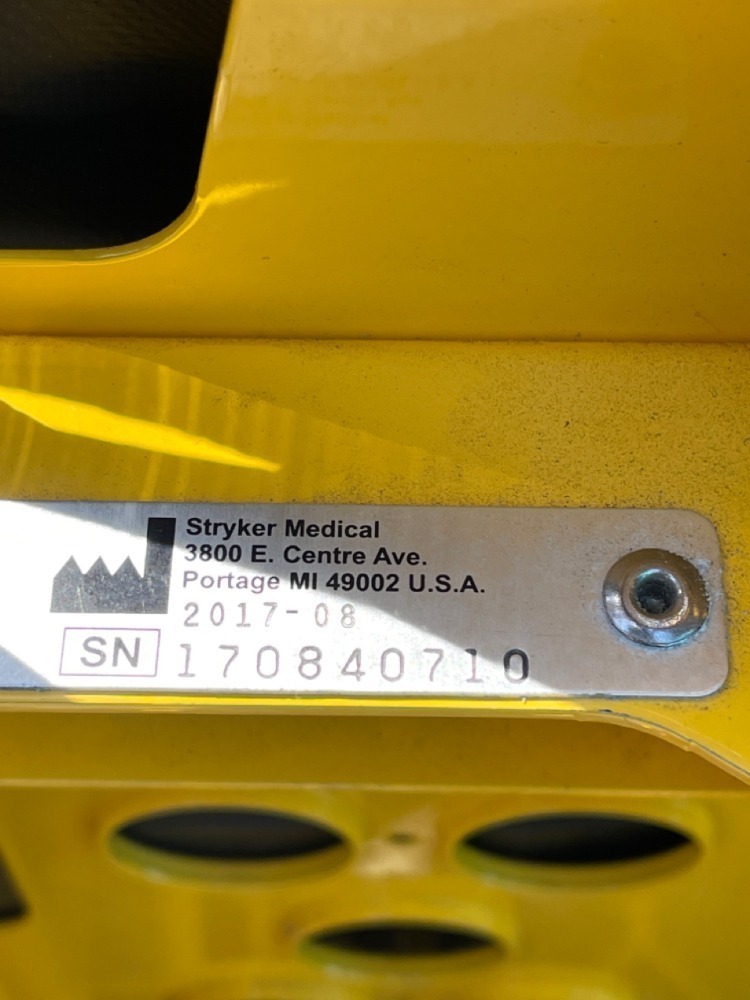 Stryker Medical
3800 E. Centre Ave.
Portage MI 49002 U.S.A.
2017-08
SN 170840710